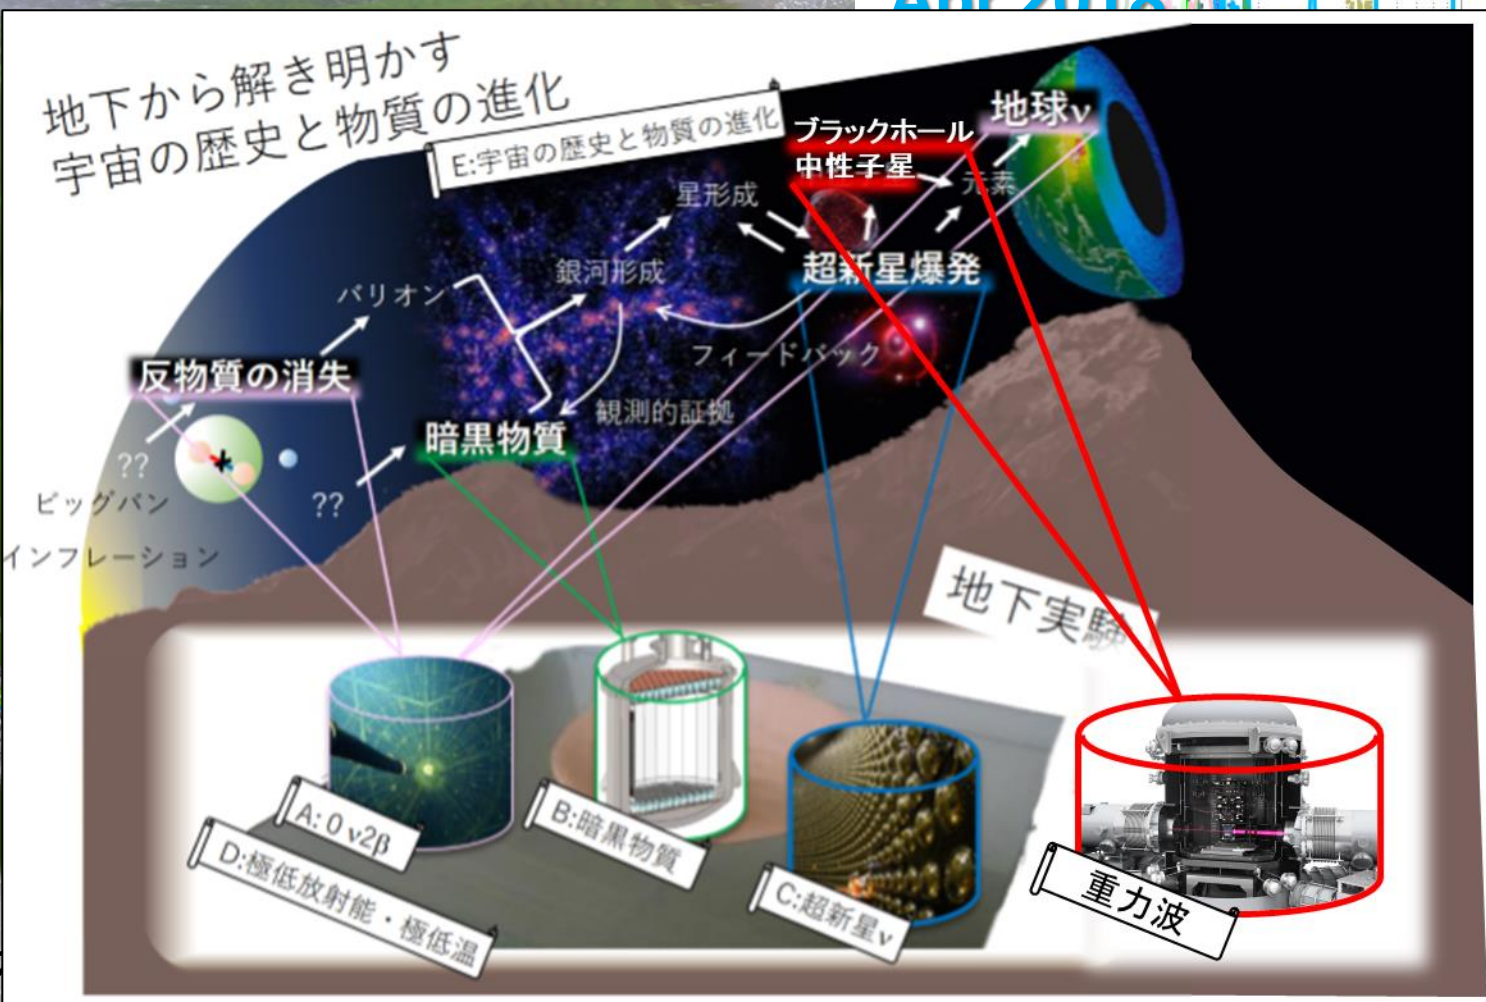 Apr 2018
地下から解き明かす
宇宙の歴史と物質の進化
E:宇宙の歴史と物質の進化
ブラックホール
中性子星
地球ν
元素
星形成
超新星爆発
銀河形成
バリオン
フィードバック
反物質の消失
観測的証拠
暗黒物質
??
??
ビッグバン
インフレーション
地下実験
A: 0 ν2β
B:暗黒物質
C:超新星ν
D:極低放射能・極低温
重力波